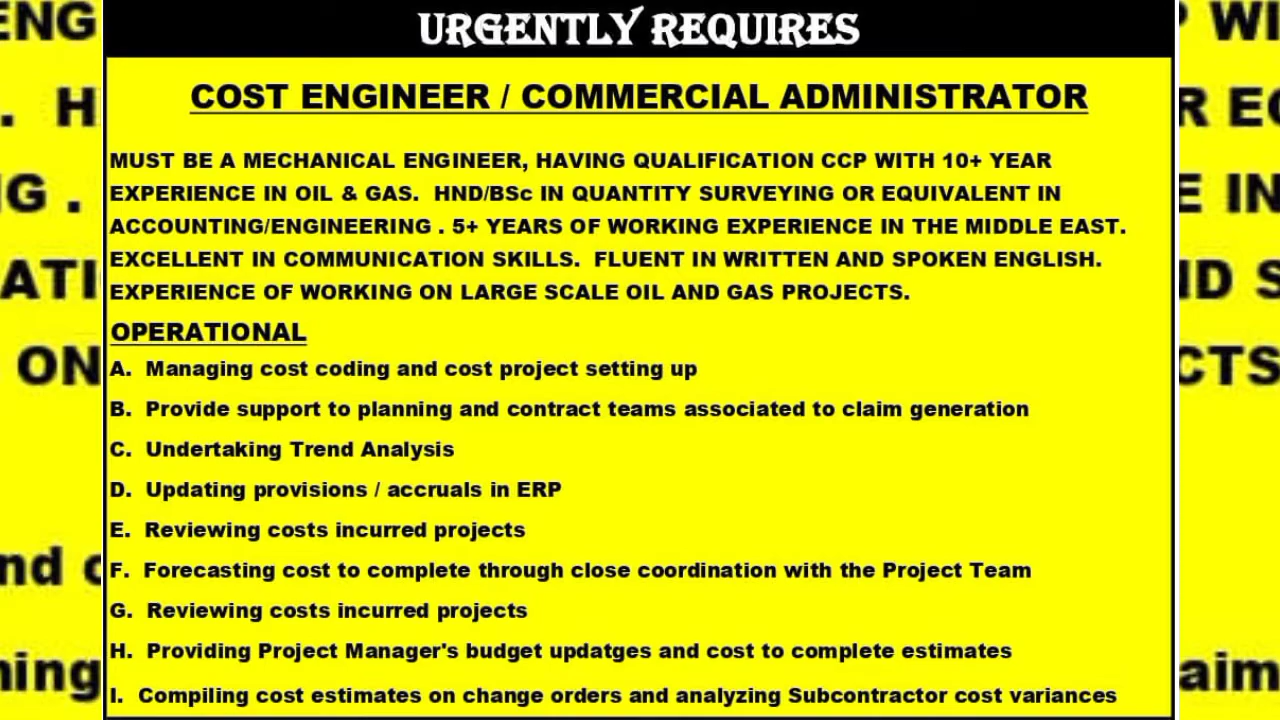 URGENTLY REQUIRES
COST ENGINEER / COMMERCIAL ADMINISTRATOR
MUST BE A MECHANICAL ENGINEER, HAVING QUALIFICATION CCP WITH 10+ YEAR
EXPERIENCE IN OIL & GAS. HND/BSc IN QUANTITY SURVEYING OR EQUIVALENT IN
ACCOUNTING/ENGINEERING . 5+ YEARS OF WORKING EXPERIENCE IN THE MIDDLE EAST.
EXCELLENT IN COMMUNICATION SKILLS. FLUENT IN WRITTEN AND SPOKEN ENGLISH.
EXPERIENCE OF WORKING ON LARGE SCALE OIL AND GAS PROJECTS.
OPERATIONAL
A. Managing cost coding and cost project setting up
B. Provide support to planning and contract teams associated to claim generation
C. Undertaking Trend Analysis
D. Updating provisions / accruals in ERP
E. Reviewing costs incurred projects
F. Forecasting cost to complete through close coordination with the Project Team
G. Reviewing costs incurred projects
H. Providing Project Manager's budget updatges and cost to complete estimates
I. Compiling cost estimates on change orders and analyzing Subcontractor cost variances